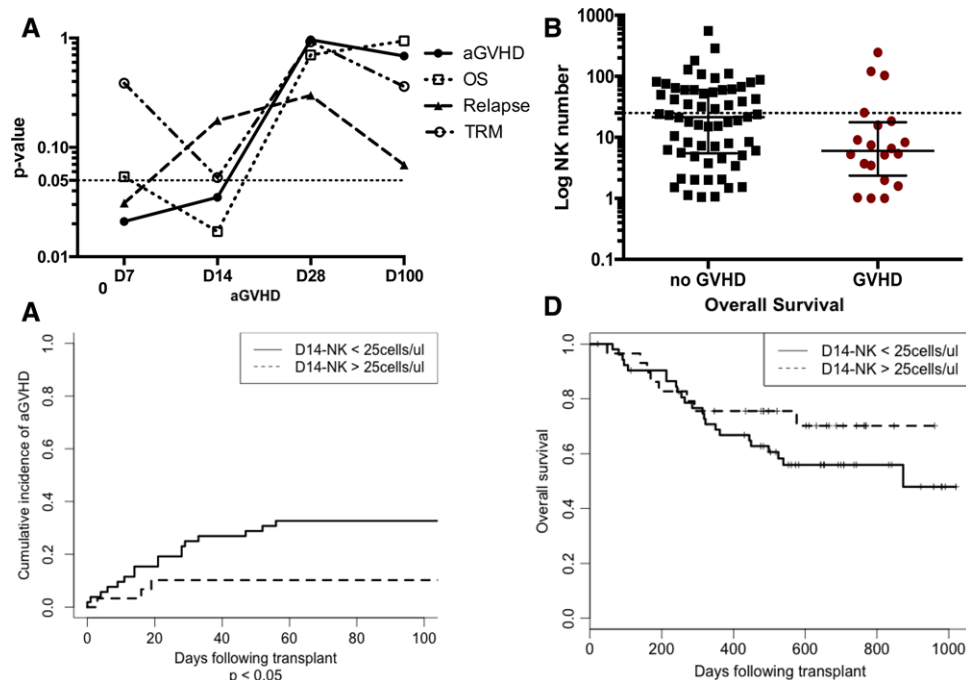 A
p-value
1
0.10
0.05
0.01
0
D7
D14
D28
D100
aGVHD
aGVHD
OS
Relapse
TRM
B
Log NK number
1000
100
10
1
0.1
no GVHD
GVHD
A
Cumulative incidence of aGVHD
1.0
0.8
0.6
0.4
0.2
0.0
D14-NK < 25cells/ul
D14-NK > 25cells/ul
0
20
40
60
80
100
Days following transplant
p < 0.05
D
Overall Survival
Overall survival
1.0
0.8
0.6
0.4
0.2
0.0
D14-NK < 25cells/ul
D14-NK > 25cells/ul
0
200
400
600
800
1000
Days following transplant